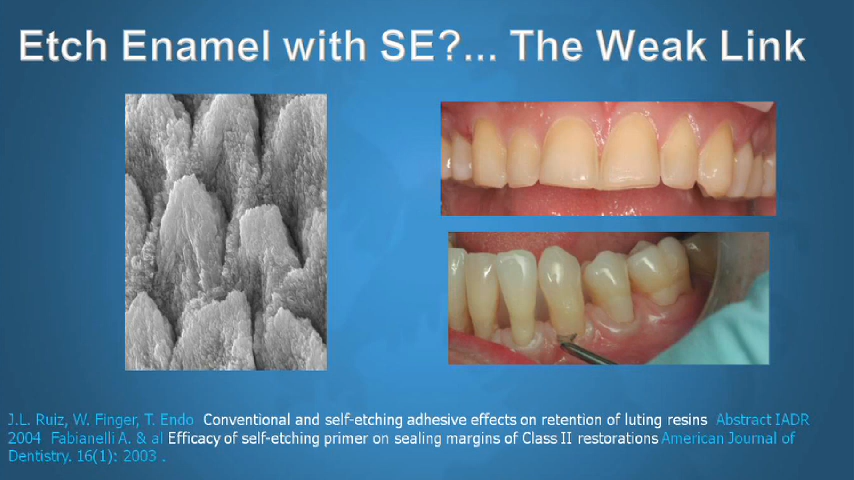 Etch Enamel with SE?... The Weak Link
J.L. Ruiz, W. Finger, T. Endo Conventional and self-etching adhesive effects on retention of luting resins Abstract IADR
2004 Fabianelli A. & al Efficacy of self-etching primer on sealing margins of Class II restorations American Journal of
Dentistry. 16(1): 2003 .